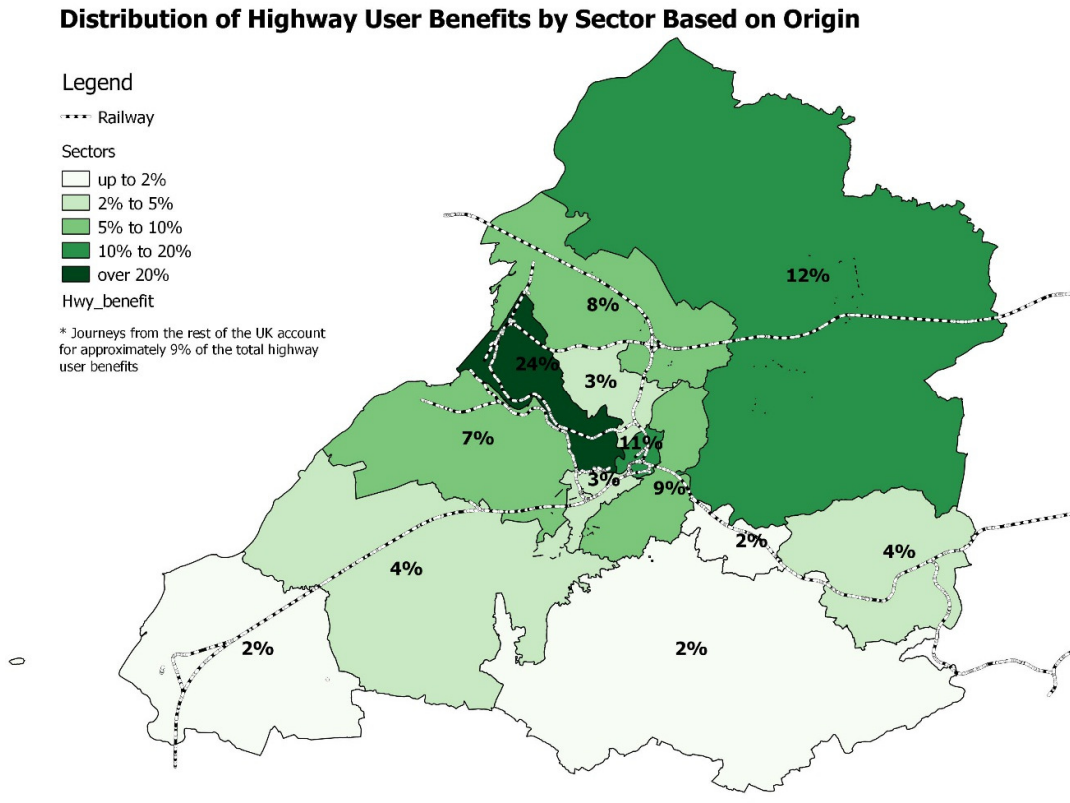 Distribution of Highway User Benefits by Sector Based on Origin
Legend
Railway
Sectors
up to 2%
2% to 5%
5% to 10%
10% to 20%
over 20%
Hwy_benefit
* Journeys from the rest of the UK account
for approximately 9% of the total highway
user benefits
12%
8%
24%
3%
7%
11%
3%
9%
2%
4%
4%
2%
2%